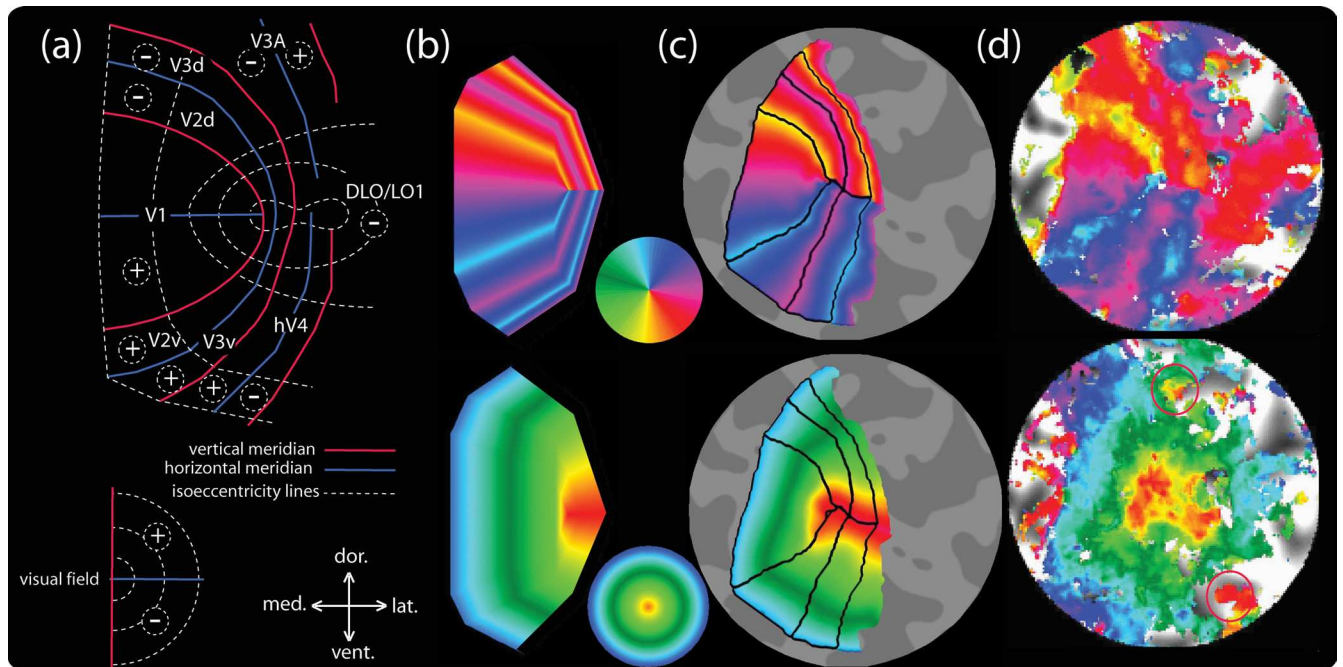 (a)
V3A
+
-
-
V3d
-
V2d
DLO/LO1
V1
-
+
hV4
V2v
V3v
+
+
+
-
vertical meridian
horizontal meridian
isoeccentricity lines
+
visual field
-
dor.
med.
lat.
vent.
(b)
(c)
(d)